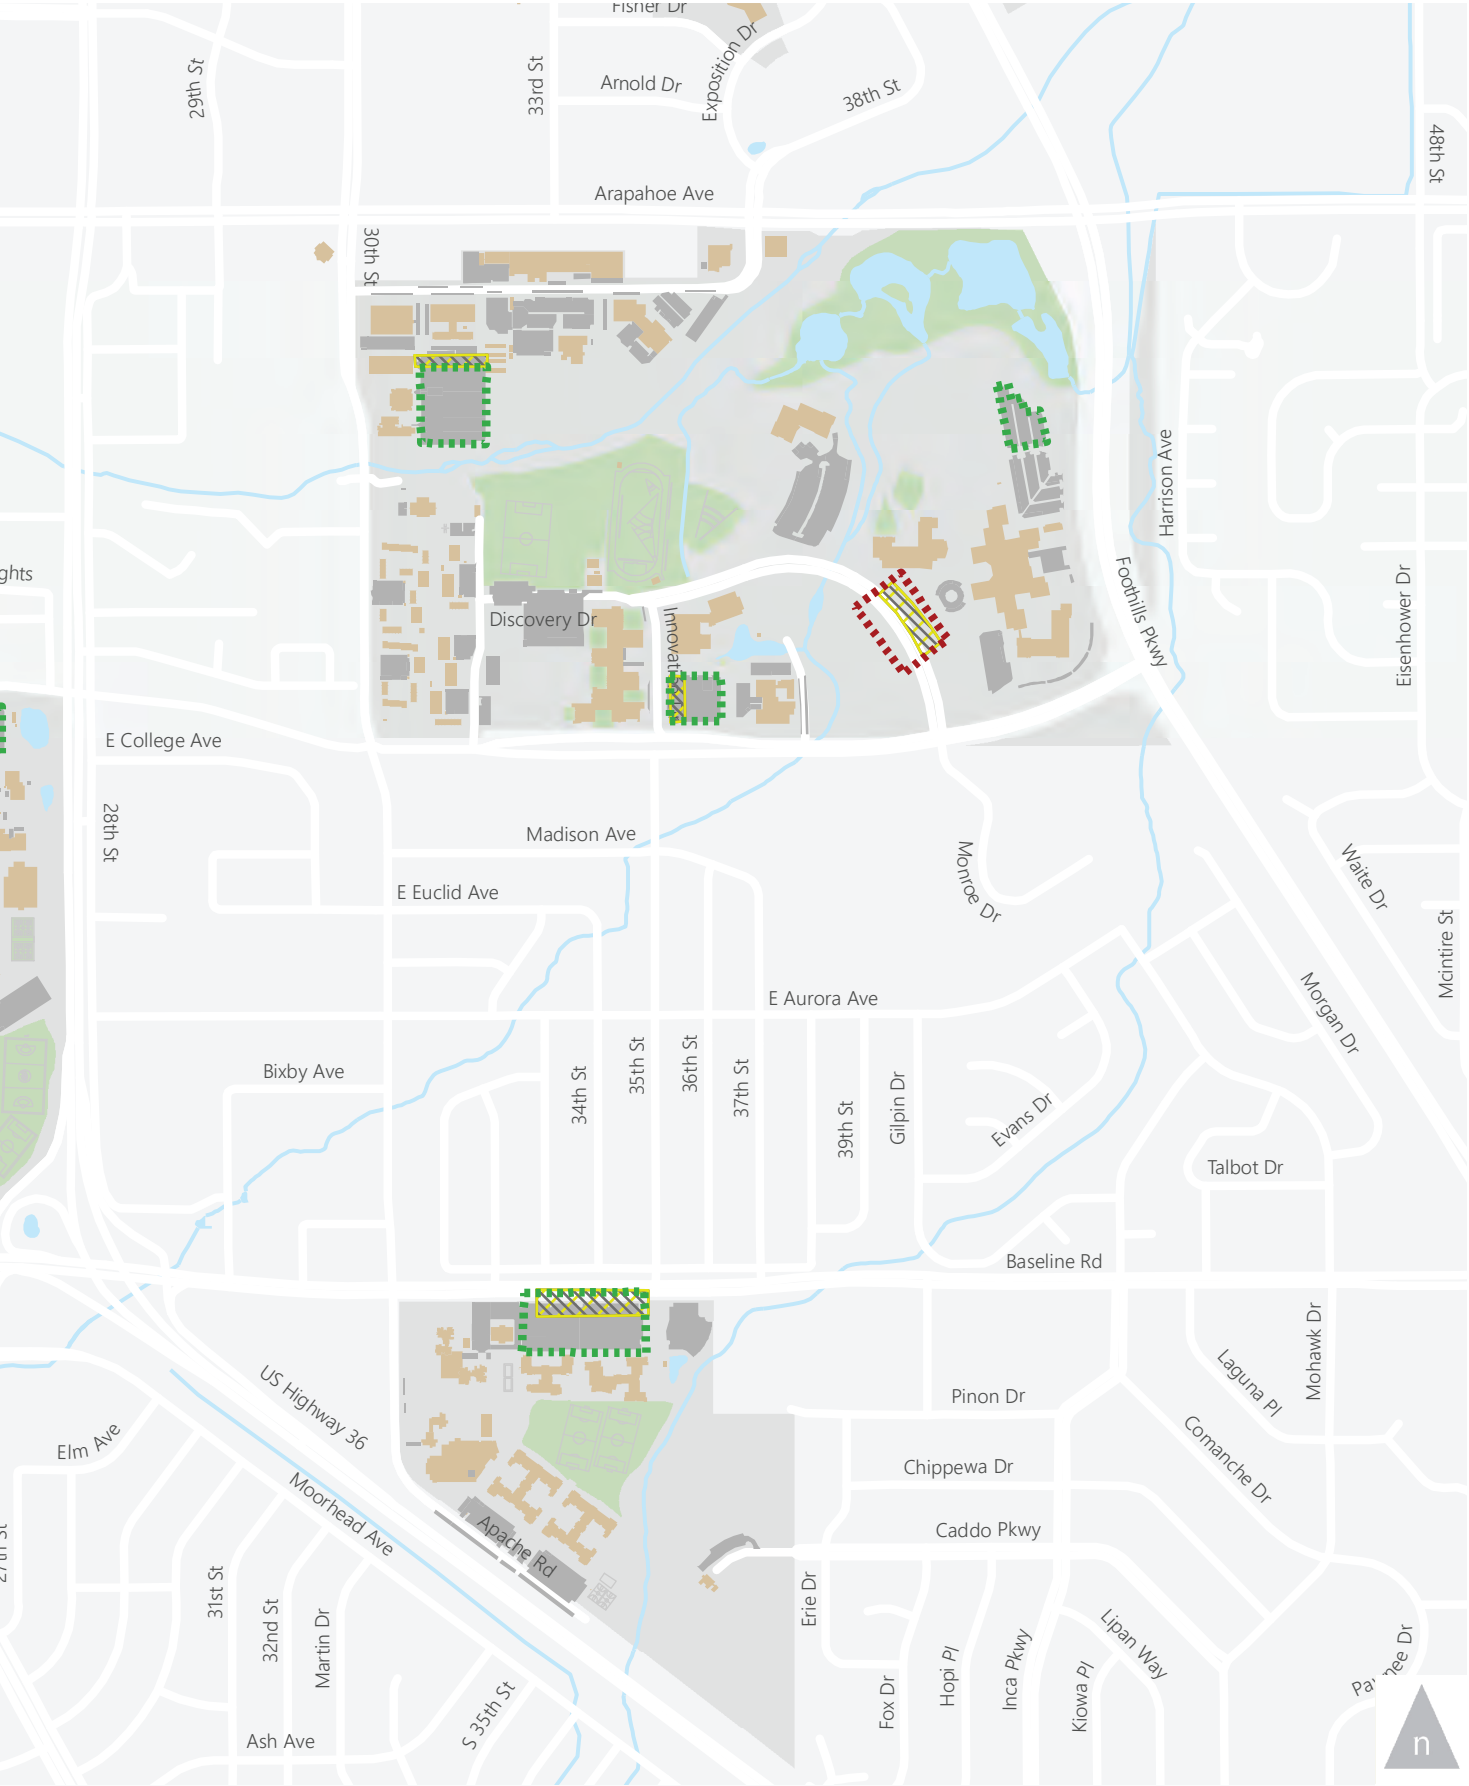 Fisher Dr
29th St
33rd St
Arnold Dr
Exposition Dr
38th St
48th St
Arapahoe Ave
30th St
Harrison Ave
ghts
Foothills Pkwy
Eisenhower Dr
Discovery Dr
Innovati
E College Ave
28th St
Madison Ave
Monroe Dr
Waite Dr
E Euclid Ave
Mcintire St
E Aurora Ave
Morgan Dr
Bixby Ave
34th St
35th St
36th St
37th St
39th St
Gilpin Dr
Evans Dr
Talbot Dr
Baseline Rd
Mohawk Dr
Laguna Pl
US Highway 36
Pinon Dr
Elm Ave
Comanche Dr
Chippewa Dr
Moorhead Ave
Apache Rd
Caddo Pkwy
27th St
31st St
32nd St
Martin Dr
Erie Dr
Lipan Way
Fox Dr
Hopi Pl
Inca Pkwy
Kiowa Pl
S 35th St
Ash Ave
n